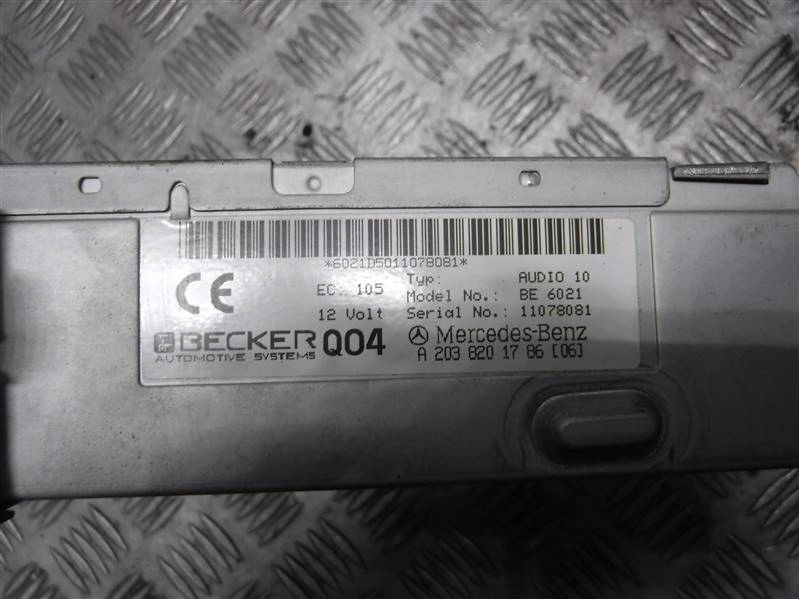 *6021D5011078081*
CE
EC: 105
12 Volt
Typ: AUDIO 10
Model No.: BE 6021
Serial No.: 11078081
BECKER
AUTOMOTIVE SYSTEMS
Q04
Mercedes-Benz
A 203 820 17 86 [06]